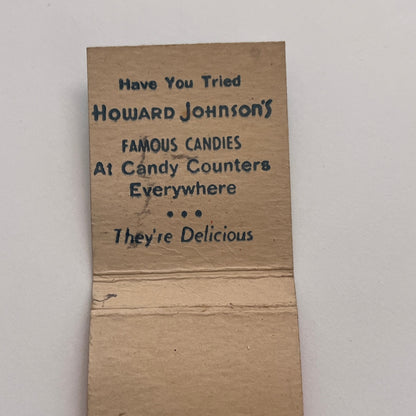 Have You Tried
HOWARD JOHNSON'S
FAMOUS CANDIES
At Candy Counters
Everywhere
• • •
They're Delicious